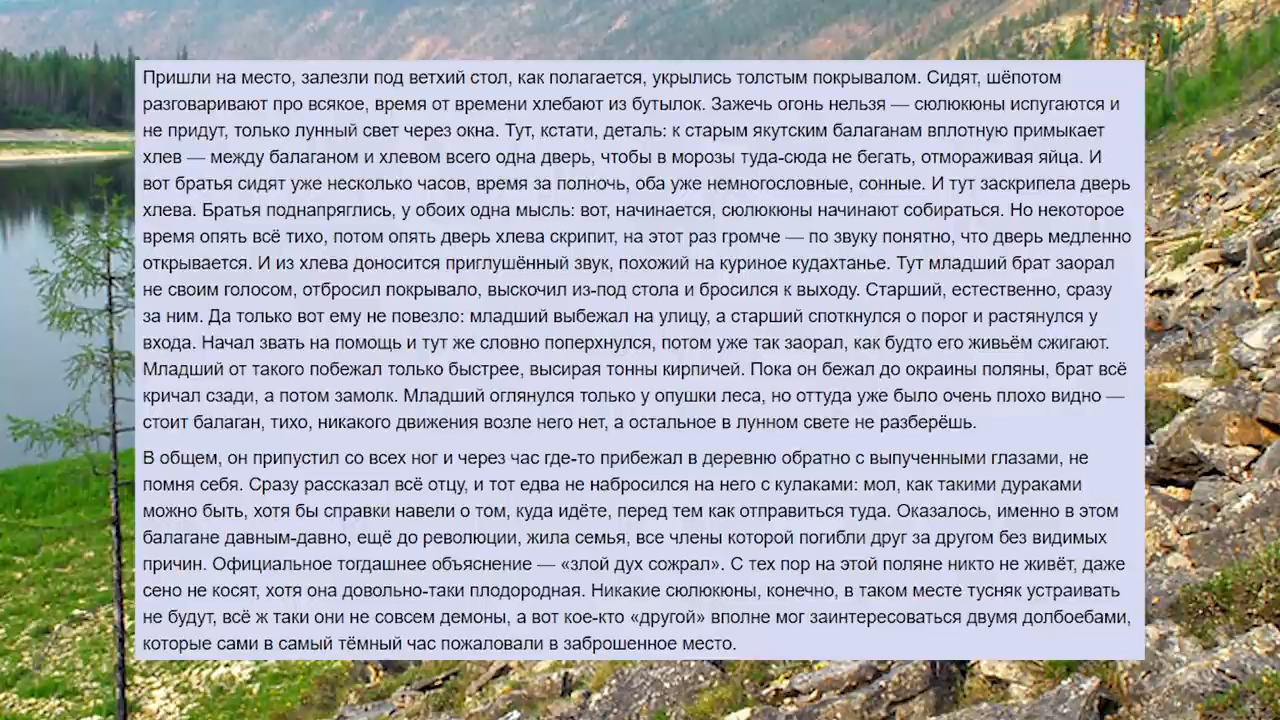 Пришли на место, залезли под ветхий стол, как полагается, укрылись толстым покрывалом. Сидят, шёпотом
разговаривают про всякое, время от времени хлебают из бутылок. Зажечь огонь нельзя — сюлюкюны испугаются и
не придут, только лунный свет через окна. Тут, кстати, деталь: к старым якутским балаганам вплотную примыкает
хлев — между балаганом и хлевом всего одна дверь, чтобы в морозы туда-сюда не бегать, отмораживая яйца. И
вот братья сидят уже несколько часов, время за полночь, оба уже немногословные, сонные. И тут заскрипела дверь
хлева. Братья поднапряглись, у обоих одна мысль: вот, начинается, сюлюкюны начинают собираться. Но некоторое
время опять всё тихо, потом опять дверь хлева скрипит, на этот раз громче — по звуку понятно, что дверь медленно
открывается. И из хлева доносится приглушённый звук, похожий на куриное кудахтанье. Тут младший брат заорал
не своим голосом, отбросил покрывало, выскочил из-под стола и бросился к выходу. Старший, естественно, сразу
за ним. Да только вот ему не повезло: младший выбежал на улицу, а старший споткнулся о порог и растянулся у
входа. Начал звать на помощь и тут же словно поперхнулся, потом уже так заорал, как будто его живьём сжигают.
Младший от такого побежал только быстрее, высирая тонны кирпичей. Пока он бежал до окраины поляны, брат всё
кричал сзади, а потом замолк. Младший оглянулся только у опушки леса, но оттуда уже было очень плохо видно —
стоит балаган, тихо, никакого движения возле него нет, а остальное в лунном свете не разберёшь.
В общем, он припустил со всех ног и через час где-то прибежал в деревню обратно с выпученными глазами, не
помня себя. Сразу рассказал всё отцу, и тот едва не набросился на него с кулаками: мол, как такими дураками
можно быть, хотя бы справки навели о том, куда идёте, перед тем как отправиться туда. Оказалось, именно в этом
балагане давным-давно, ещё до революции, жила семья, все члены которой погибли друг за другом без видимых
причин. Официальное тогдашнее объяснение — «злой дух сожрал». С тех пор на этой поляне никто не живёт, даже
сено не косят, хотя она довольно-таки плодородная. Никакие сюлюкюны, конечно, в таком месте тусняк устраивать
не будут, всё ж таки они не совсем демоны, а вот кое-кто «другой» вполне мог заинтересоваться двумя долбоебами,
которые сами в самый тёмный час пожаловали в заброшенное место.